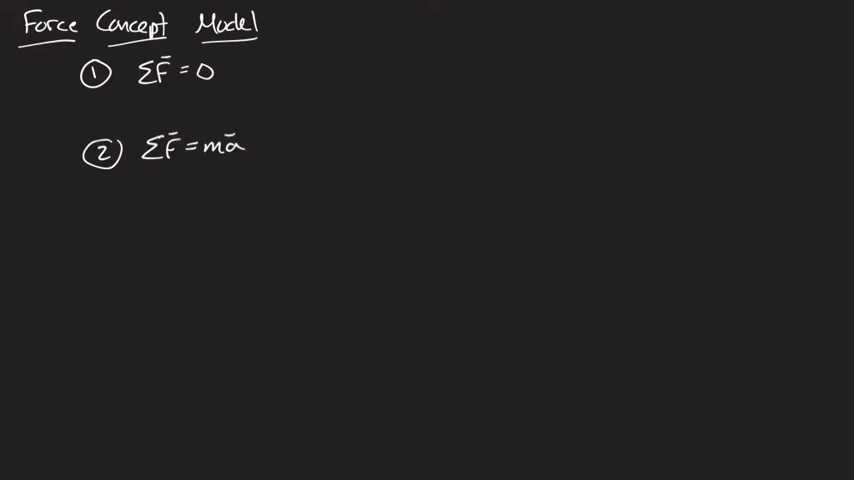 Force Concept Model
① ΣF̄ = 0
② ΣF̄ = mā